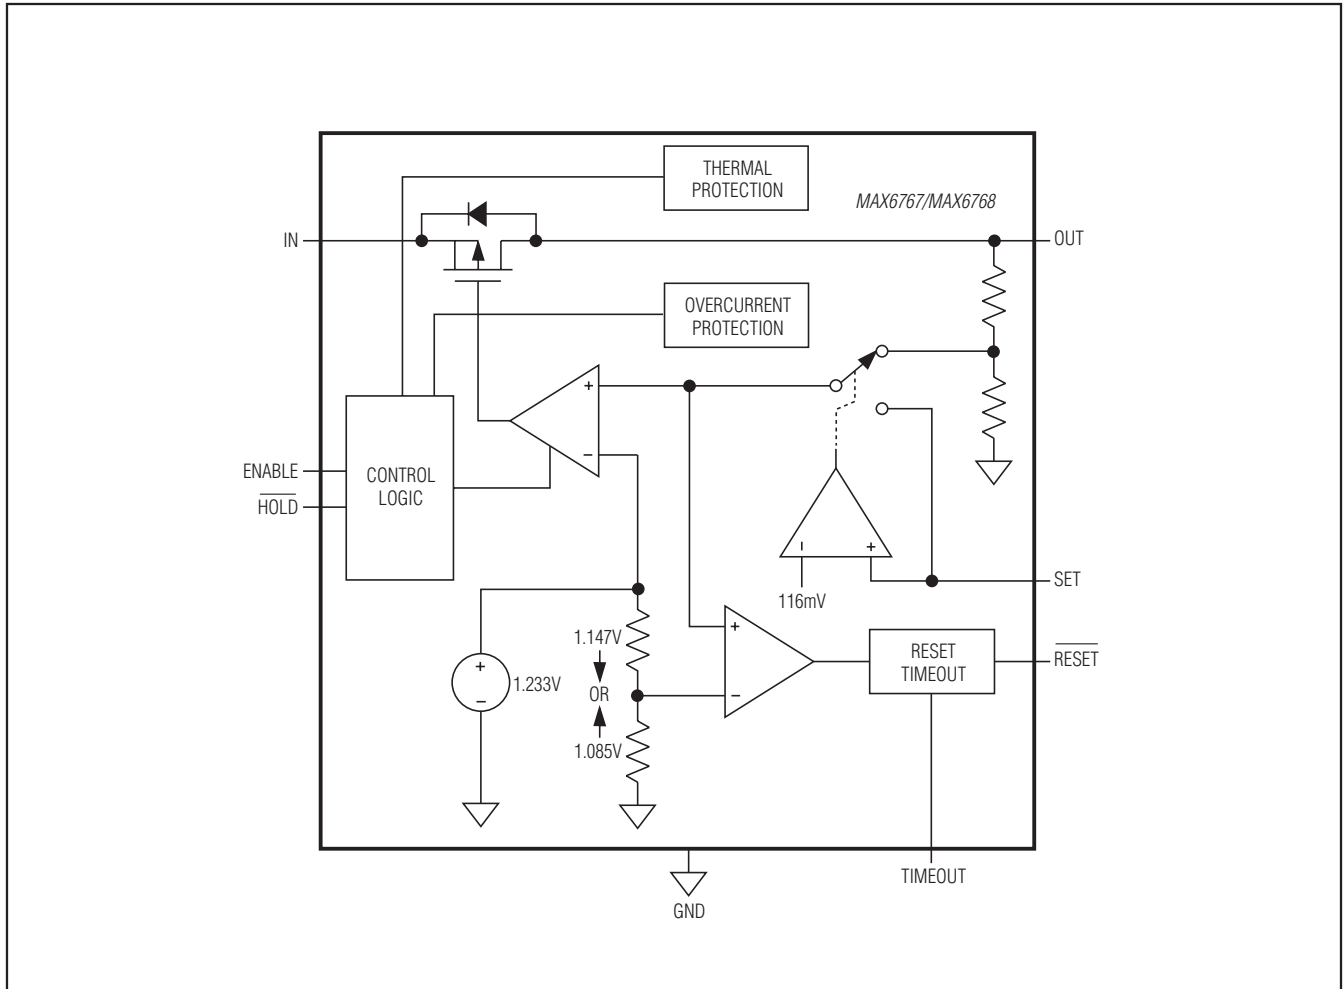 THERMAL
PROTECTION
MAX6767/MAX6768
IN
OUT
OVERCURRENT
PROTECTION
+
−
ENABLE
HOLD
CONTROL
LOGIC
− +
116mV
SET
1.147V
OR
1.085V
+
−
1.233V
+
−
RESET
TIMEOUT
RESET
TIMEOUT
GND